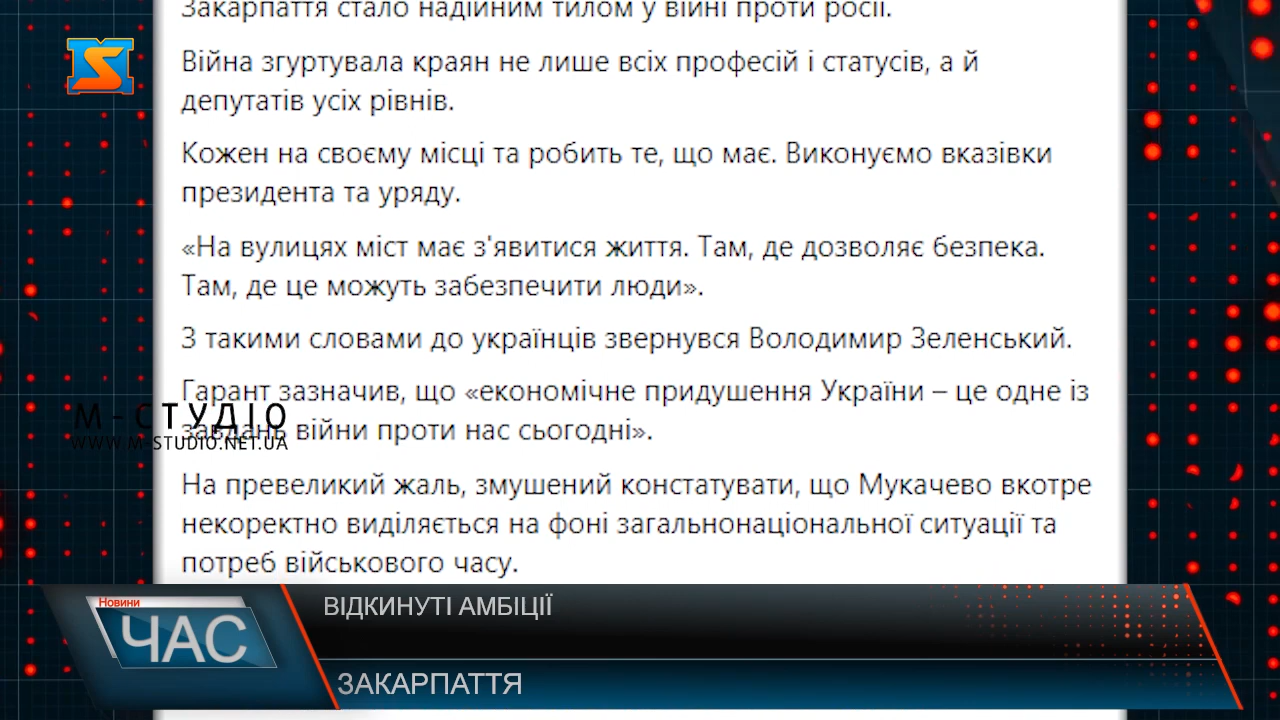 Закарпаття стало надійним тилом у війні проти росії.
Війна згуртувала краян не лише всіх професій і статусів, а й
депутатів усіх рівнів.
Кожен на своєму місці та робить те, що має. Виконуємо вказівки
президента та уряду.
«На вулицях міст має з'явитися життя. Там, де дозволяє безпека.
Там, де це можуть забезпечити люди».
З такими словами до українців звернувся Володимир Зеленський.
Гарант зазначив, що «економічне придушення України – це одне із
завдань війни проти нас сьогодні».
М-СТУДІО
WWW.M-STUDIO.NET.UA
На превеликий жаль, змушений констатувати, що Мукачево вкотре
некоректно виділяється на фоні загальнонаціональної ситуації та
потреб військового часу.
Новини
ЧАС
ВІДКИНУТІ АМБІЦІЇ
ЗАКАРПАТТЯ